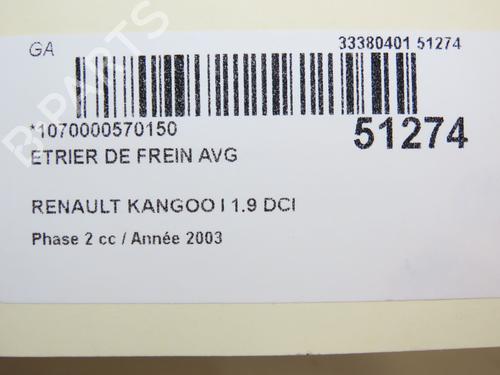 GA
33380401 51274
*1070000570150
51274
ETRIER DE FREIN AVG
RENAULT KANGOO I 1.9 DCI
Phase 2 cc / Année 2003
B-PARTS